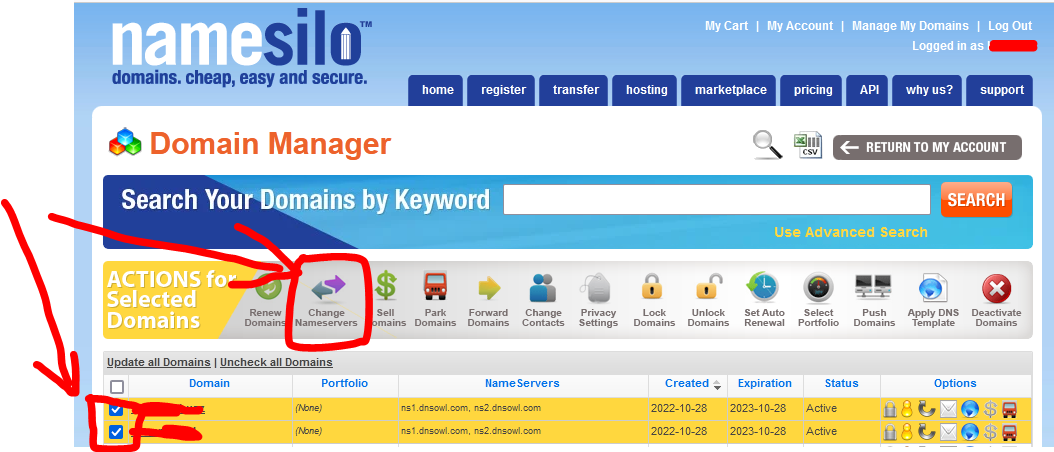 namesilo™
domains. cheap, easy and secure.
My Cart | My Account | Manage My Domains | Log Out
Logged in as
home register transfer hosting marketplace pricing API why us? support
Domain Manager
CSV
RETURN TO MY ACCOUNT
Search Your Domains by Keyword
SEARCH
Use Advanced Search
ACTIONS for
Selected
Domains
Renew Domains
Change Nameservers
Sell Domains
Park Domains
Forward Domains
Change Contacts
Privacy Settings
Lock Domains
Unlock Domains
Set Auto Renewal
Select Portfolio
Push Domains
Apply DNS Template
Deactivate Domains
Update all Domains | Uncheck all Domains
Domain Portfolio NameServers Created Expiration Status Options
(None) ns1.dnsowl.com, ns2.dnsowl.com 2022-10-28 2023-10-28 Active
(None) ns1.dnsowl.com, ns2.dnsowl.com 2022-10-28 2023-10-28 Active